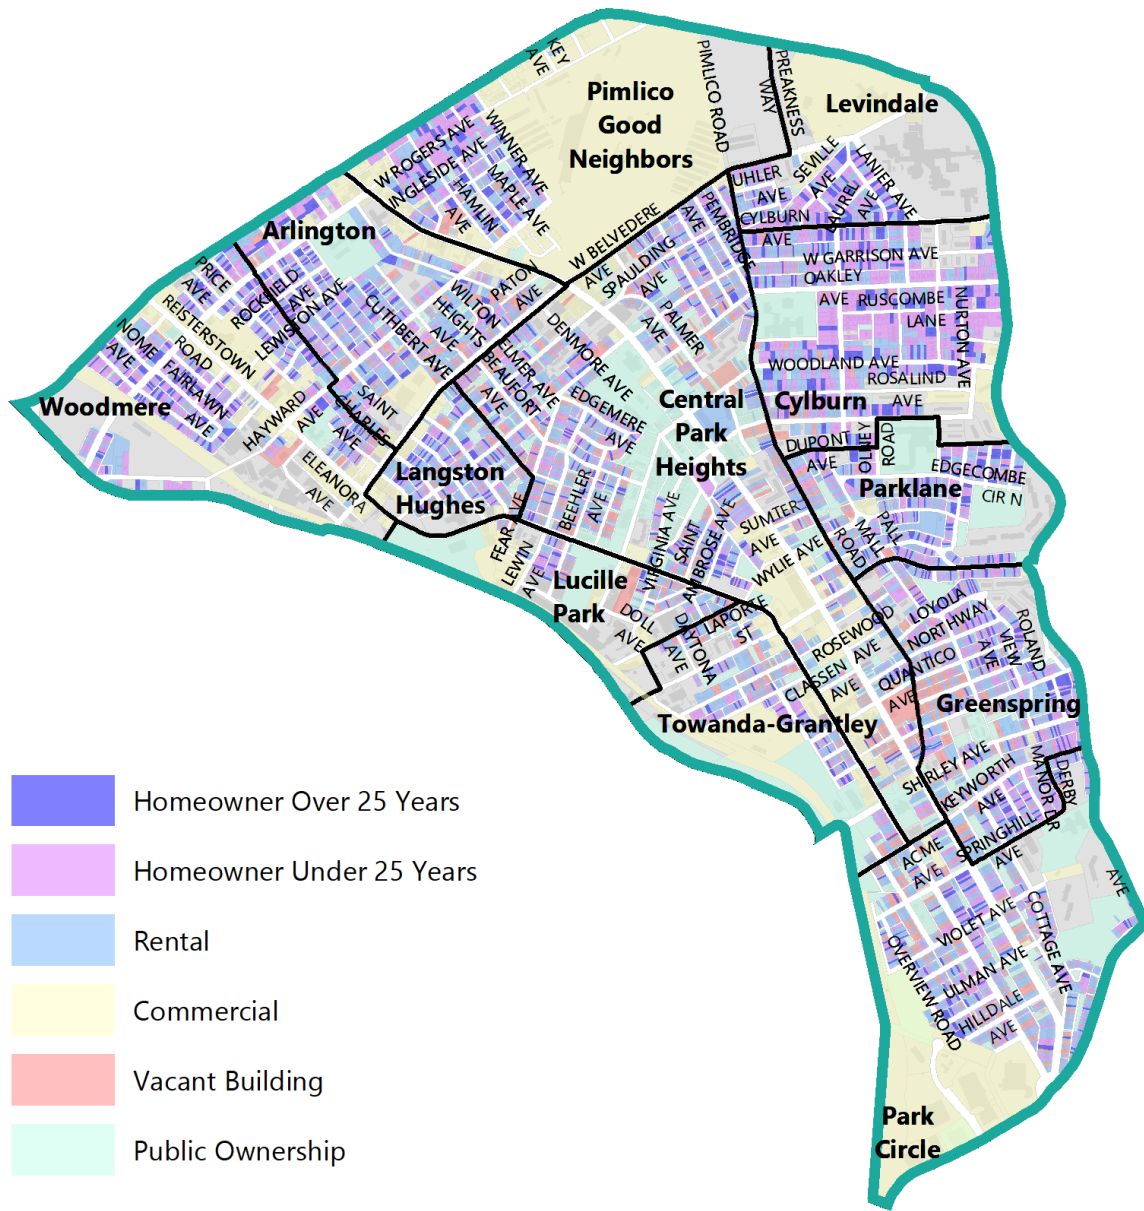 KEY
AVE
PIMLICO ROAD
PREAKNESS
WAY
Pimlico
Good
Neighbors
Levindale
W ROGERS AVE
INGLESIDE AVE
WINNER AVE
MAPLE AVE
HAMLIN
AVE
UHLER
AVE
SEVILLE
AVE
LAUREL
AVE
LANIER AVE
CYLBURN
AVE
Arlington
W BELVEDERE
AVE
SPAULDING
AVE
PEMBRIDGE
AVE
PALMER
AVE
W GARRISON AVE
OAKLEY
AVE
RUSCOMBE
LANE
NURTON AVE
WOODLAND AVE
ROSALIND
AVE
PRICE
AVE
ROCKFIELD
AVE
LEWISTON AVE
REISTERSTOWN
ROAD
NOME
AVE
FAIRLAWN
AVE
CUTHBERT AVE
WILTON
HEIGHTS
AVE
PATON
AVE
DENMORE AVE
ELMER AVE
BEAUFORT
AVE
EDGEMERE
AVE
Woodmere
HAYWARD
AVE
SAINT
CHARLES
AVE
ELEANORA
AVE
Langston
Hughes
Central
Park
Heights
Cylburn
DUPONT
AVE
OLNEY
ROAD
EDGECOMBE
CIR N
Parklane
PALL
MALL
ROAD
BEEHLER
AVE
FEAR AVE
LEWIN
AVE
VIRGINIA AVE
SAINT
AMBROSE AVE
SUMTER
AVE
WYLIE AVE
Lucille
Park
DOLL
AVE
LAPORTE
ST
DAYTONA
AVE
ROSEWOOD
AVE
CLASSEN
AVE
LOYOLA
NORTHWAY
QUANTICO
AVE
VIEW
AVE
ROLAND
Greenspring
Towanda-Grantley
SHIRLEY AVE
KEYWORTH
AVE
MANOR DR
DERBY
SPRINGHILL
AVE
ACME
AVE
AVE
VIOLET AVE
COTTAGE AVE
OVERVIEW ROAD
ULMAN AVE
HILLDALE
AVE
Park
Circle
Homeowner Over 25 Years
Homeowner Under 25 Years
Rental
Commercial
Vacant Building
Public Ownership